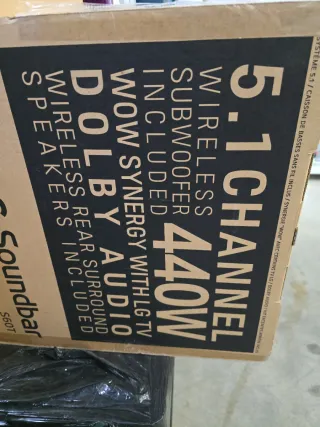 5.1 CHANNEL
WIRELESS
SUBWOOFER
INCLUDED
440W
WOW SYNERGY WITH LG TV
DOLBY AUDIO
WIRELESS REAR SURROUND
SPEAKERS INCLUDED
Soundbar